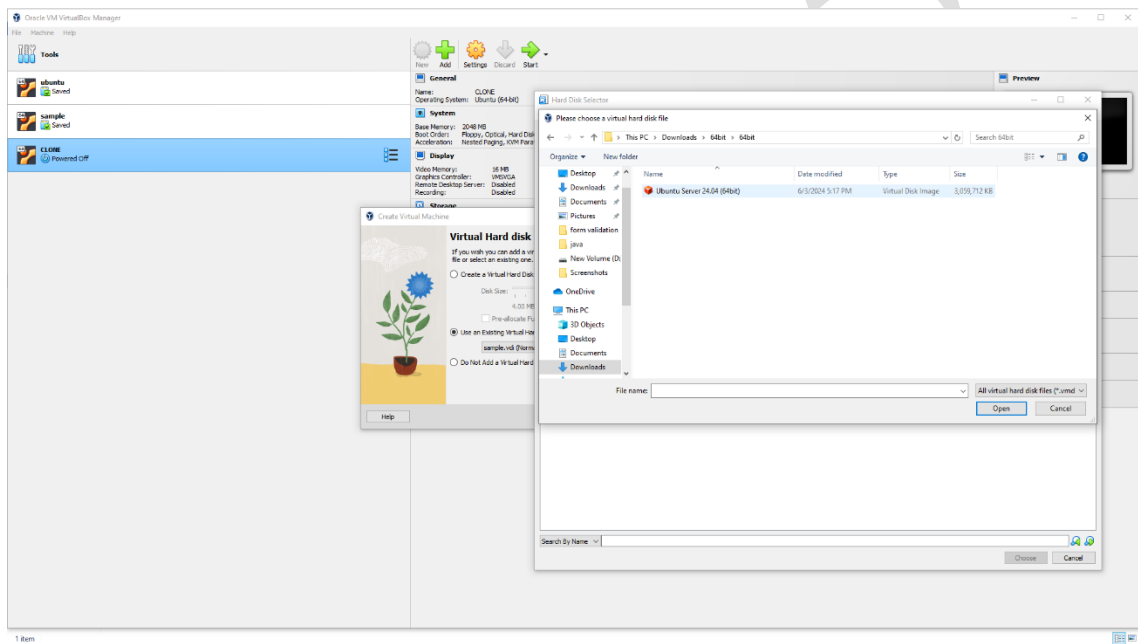 Oracle VM VirtualBox Manager
File Machine Help
Tools
ubuntu
Saved
sample
Saved
CLONE
Powered Off
New Add Settings Discard Start
General
Name: CLONE
Operating System: Ubuntu (64-bit)
System
Base Memory: 2048 MB
Boot Order: Floppy, Optical, Hard Disk
Acceleration: Nested Paging, KVM Para
Display
Video Memory: 16 MB
Graphics Controller: VMSVGA
Remote Desktop Server: Disabled
Recording: Disabled
Storage
Preview
Create Virtual Machine
Virtual Hard disk
If you wish you can add a vir
file or select an existing one.
Create a Virtual Hard Disk
Disk Size:
4.00 MB
Pre-allocate Fu
Use an Existing Virtual Har
sample.vdi (Norma
Do Not Add a Virtual Hard
Help
Hard Disk Selector
Please choose a virtual hard disk file
This PC > Downloads > 64bit > 64bit
Search 64bit
Organize New folder
Name Date modified Type Size
Ubuntu Server 24.04 (64bit) 6/3/2024 5:17 PM Virtual Disk Image 3,059,712 KB
Desktop
Downloads
Documents
Pictures
form validation
java
New Volume (D:
Screenshots
OneDrive
This PC
3D Objects
Desktop
Documents
Downloads
File name:
All virtual hard disk files (*.vmd
Open Cancel
Search By Name
Choose Cancel
1 item